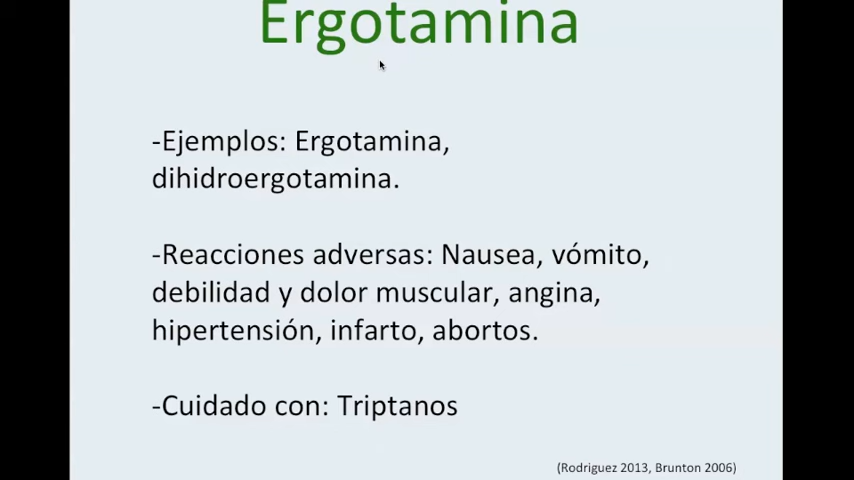 Ergotamina
-Ejemplos: Ergotamina,
dihidroergotamina.
-Reacciones adversas: Nausea, vómito,
debilidad y dolor muscular, angina,
hipertensión, infarto, abortos.
-Cuidado con: Triptanos
(Rodriguez 2013, Brunton 2006)